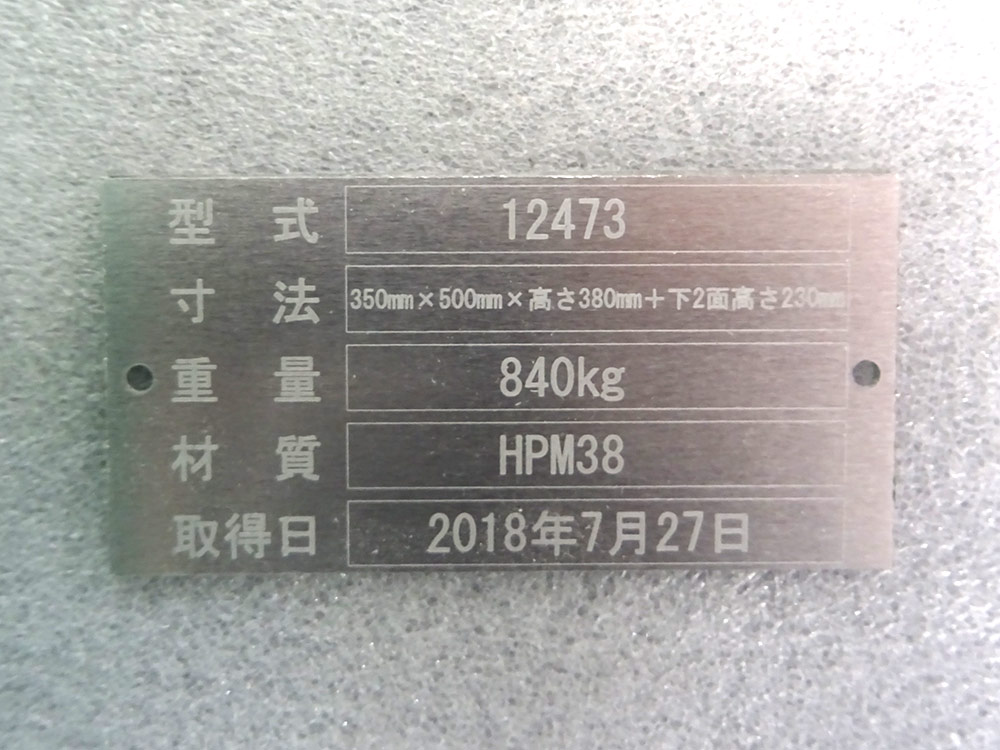 型式 12473
寸法 350㎜×500㎜×高さ380㎜＋下2面高さ230㎜
重量 840kg
材質 HPM38
取得日 2018年7月27日